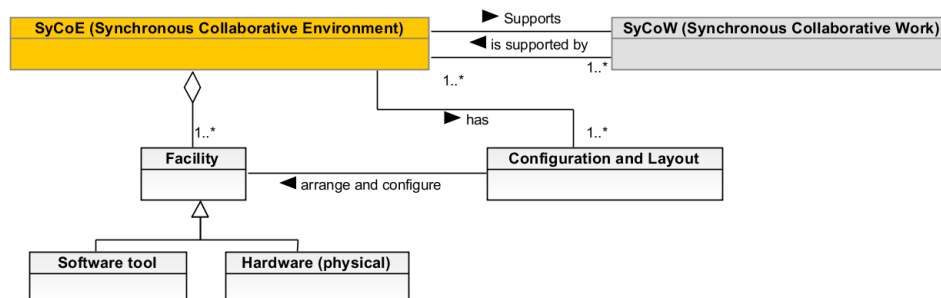 SyCoE (Synchronous Collaborative Environment)
Supports
SyCoW (Synchronous Collaborative Work)
is supported by
1..*
1..*
has
1..*
1..*
Facility
Configuration and Layout
arrange and configure
Software tool
Hardware (physical)